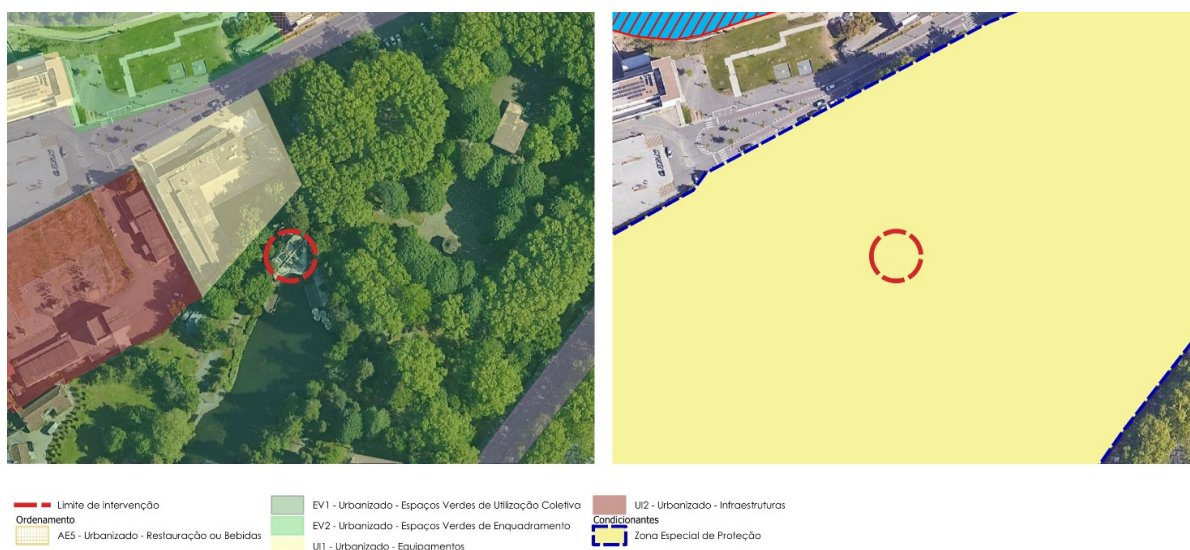 Limite de intervenção
Ordenamento
AE5 - Urbanizado - Restauração ou Bebidas
EV1 - Urbanizado - Espaços Verdes de Utilização Coletiva
EV2 - Urbanizado - Espaços Verdes de Enquadramento
UI1 - Urbanizado - Equipamentos
UI2 - Urbanizado - Infraestruturas
Condicionantes
Zona Especial de Proteção